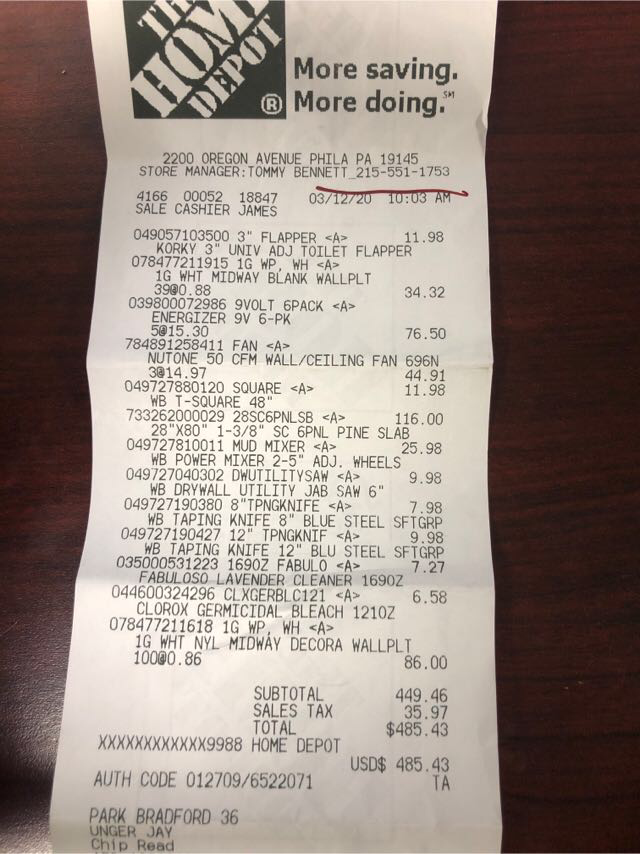 THE
HOME
DEPOT
®
More saving.
More doing.℠
2200 OREGON AVENUE PHILA PA 19145
STORE MANAGER:TOMMY BENNETT 215-551-1753
4166 00052 18847 03/12/20 10:03 AM
SALE CASHIER JAMES
049057103500 3" FLAPPER <A> 11.98
KORKY 3" UNIV ADJ TOILET FLAPPER
078477211915 1G WP, WH <A>
1G WHT MIDWAY BLANK WALLPLT
39@0.88 34.32
039800072986 9VOLT 6PACK <A>
ENERGIZER 9V 6-PK
5@15.30 76.50
784891258411 FAN <A>
NUTONE 50 CFM WALL/CEILING FAN 696N
3@14.97 44.91
049727880120 SQUARE <A> 11.98
WB T-SQUARE 48"
733262000029 28SC6PNLSB <A> 116.00
28"X80" 1-3/8" SC 6PNL PINE SLAB
049727810011 MUD MIXER <A> 25.98
WB POWER MIXER 2-5" ADJ. WHEELS
049727040302 DWUTILITYSAW <A> 9.98
WB DRYWALL UTILITY JAB SAW 6"
049727190380 8"TPNGKNIFE <A> 7.98
WB TAPING KNIFE 8" BLUE STEEL SFTGRP
049727190427 12" TPNGKNIF <A> 9.98
WB TAPING KNIFE 12" BLU STEEL SFTGRP
035000531223 169OZ FABULO <A> 7.27
FABULOSO LAVENDER CLEANER 169OZ
044600324296 CLXGERBLC121 <A> 6.58
CLOROX GERMICIDAL BLEACH 121OZ
078477211618 1G WP, WH <A>
1G WHT NYL MIDWAY DECORA WALLPLT
100@0.86 86.00
SUBTOTAL 449.46
SALES TAX 35.97
TOTAL $485.43
XXXXXXXXXXXX9988 HOME DEPOT
USD$ 485.43
AUTH CODE 012709/6522071 TA
PARK BRADFORD 36
UNGER JAY
Chip Read